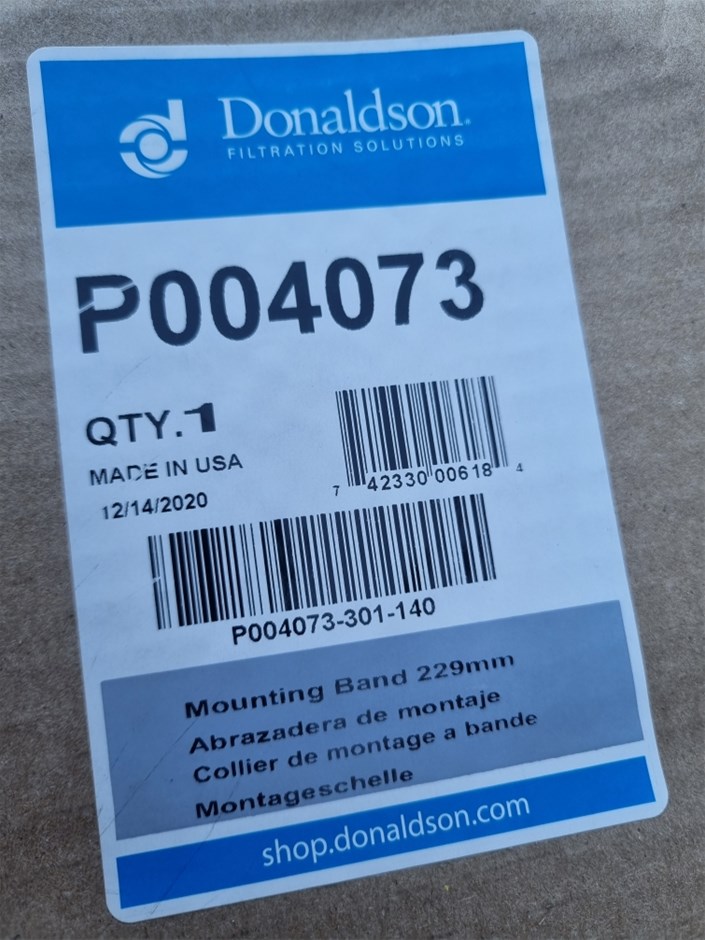 Donaldson.
FILTRATION SOLUTIONS
P004073
QTY.1
MADE IN USA
12/14/2020
7 42330 00618 4
P004073-301-140
Mounting Band 229mm
Abrazadera de montaje
Collier de montage a bande
Montageschelle
shop.donaldson.com